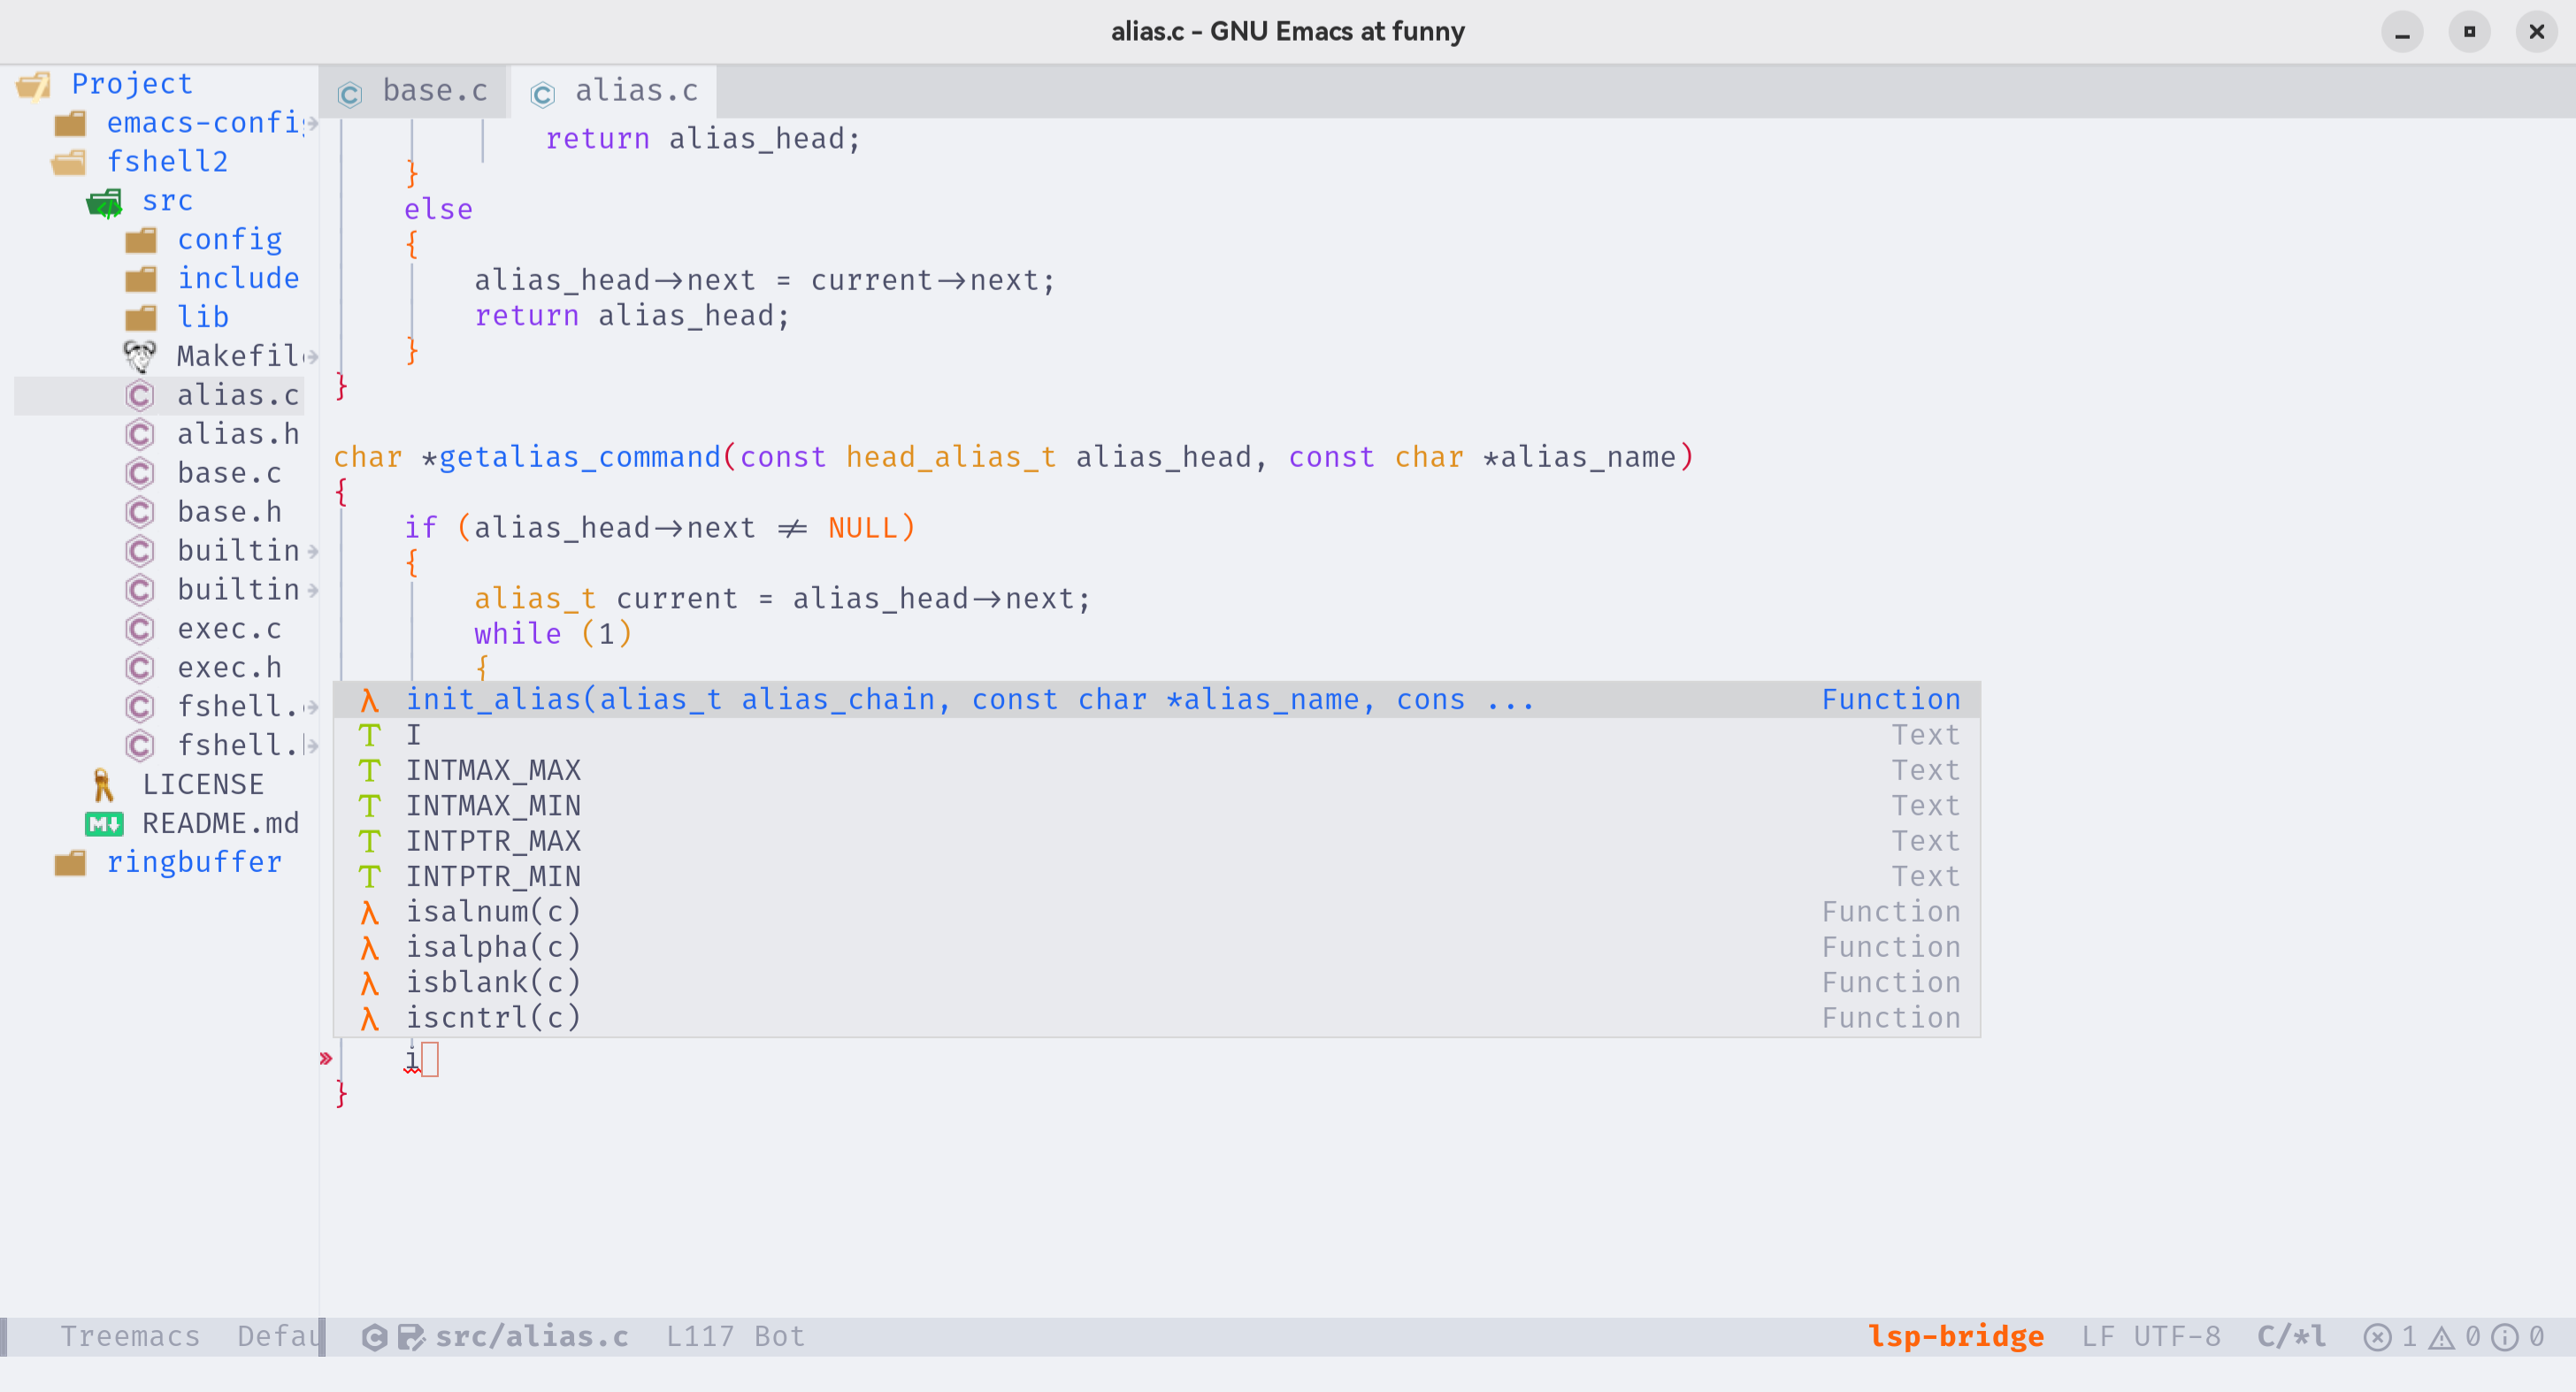 alias.c – GNU Emacs at funny
Project
emacs-confi
fshell2
src
config
include
lib
Makefil
alias.c
alias.h
base.c
base.h
builtin
builtin
exec.c
exec.h
fshell.
fshell.
LICENSE
README.md
ringbuffer
base.c alias.c
return alias_head;
}
else
{
alias_head->next = current->next;
return alias_head;
}
}
char *getalias_command(const head_alias_t alias_head, const char *alias_name)
{
if (alias_head->next != NULL)
{
alias_t current = alias_head->next;
while (1)
{
λ init_alias(alias_t alias_chain, const char *alias_name, cons ... Function
T I Text
T INTMAX_MAX Text
T INTMAX_MIN Text
T INTPTR_MAX Text
T INTPTR_MIN Text
λ isalnum(c) Function
λ isalpha(c) Function
λ isblank(c) Function
λ iscntrl(c) Function
» i
}
Treemacs Defau
src/alias.c L117 Bot lsp-bridge LF UTF-8 C/*l 1 0 0